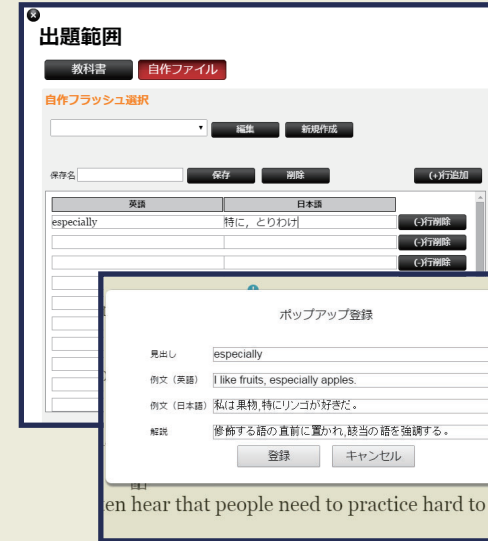 出題範囲
教科書 自作ファイル
自作フラッシュ選択
編集 新規作成
保存名 保存 削除 (+)行追加
英語 日本語
especially 特に，とりわけ (-)行削除
(-)行削除
(-)行削除
ポップアップ登録
見出し especially
例文（英語） I like fruits, especially apples.
例文（日本語） 私は果物,特にリンゴが好きだ。
解説 修飾する語の直前に置かれ,該当の語を強調する。
登録 キャンセル
en hear that people need to practice hard to